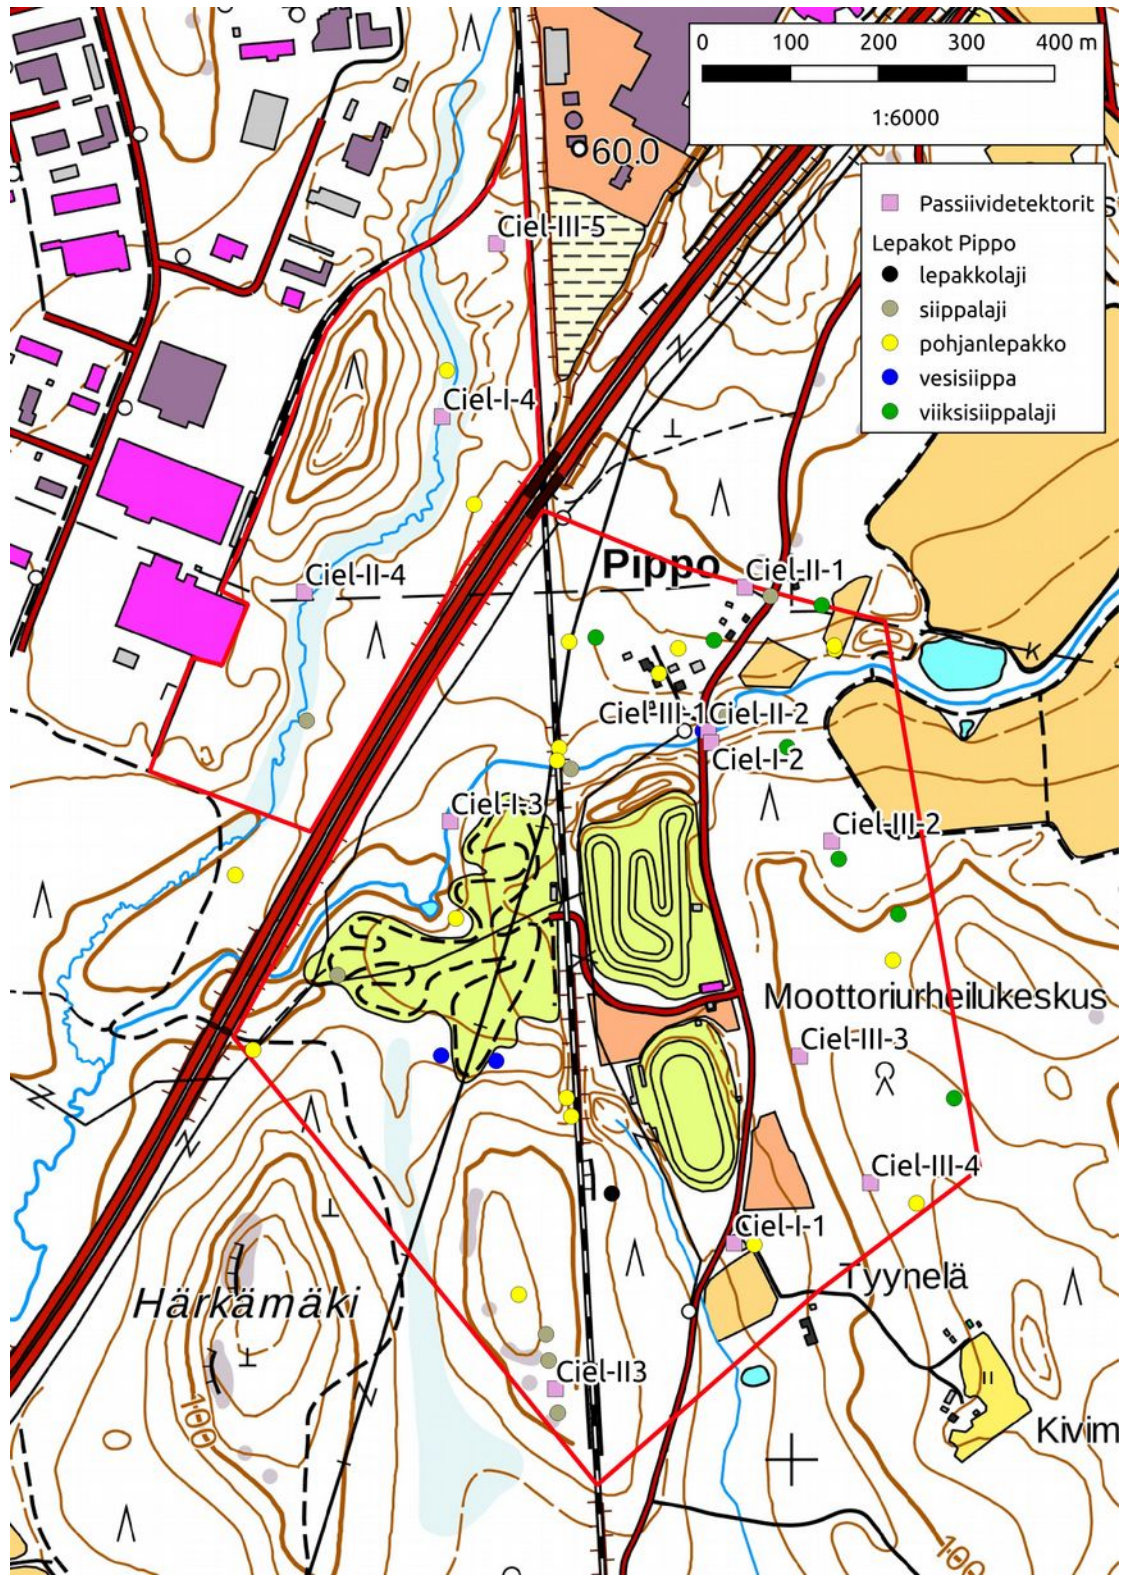 0 100 200 300 400 m
1:6000
60.0
Passiividetektorit
Lepakot Pippo
lepakkolaji
siippalaji
pohjanlepakko
vesisiippa
viiksisiippalaji
Ciel-III-5
Ciel-I-4
Ciel-II-4
Pippo
Ciel-II-1
K
Ciel-III-1
Ciel-II-2
Ciel-I-2
Ciel-I-3
Ciel-III-2
Moottoriurheilukeskus
Ciel-III-3
Ciel-III-4
Ciel-I-1
Tyynelä
Härkämäki
Ciel-II3
100
Kivim
100